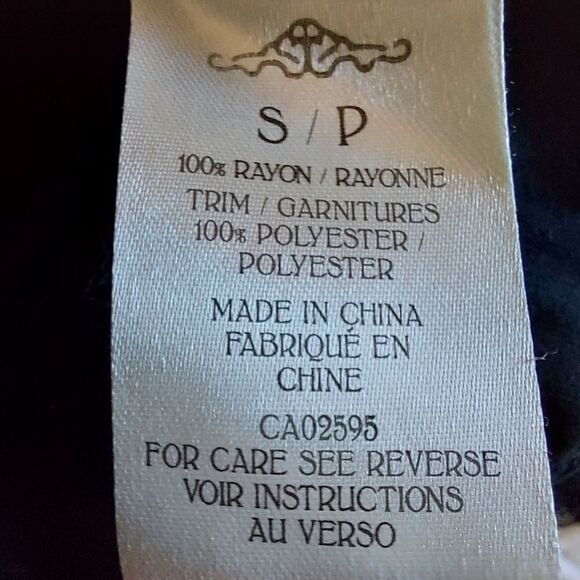 S / P
100% RAYON / RAYONNE
TRIM / GARNITURES
100% POLYESTER /
POLYESTER
MADE IN CHINA
FABRIQUÉ EN
CHINE
CA02595
FOR CARE SEE REVERSE
VOIR INSTRUCTIONS
AU VERSO